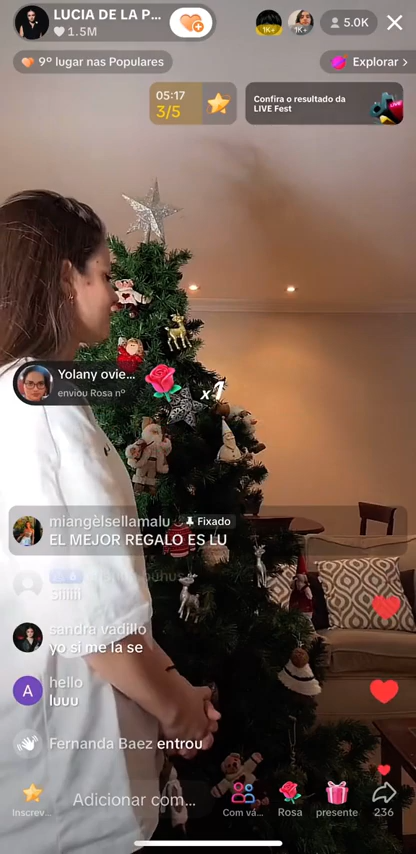 LUCIA DE LA P...
1.5M
1K+
1K+
5.0K
9º lugar nas Populares
Explorar >
05:17
3/5
Confira o resultado da
LIVE Fest
Yolany ovie...
enviou Rosa nº
x1
miangèlsellamalu Fixado
EL MEJOR REGALO ES LU
6
Siiiii
sandra vadillo
yo si me la se
A
hello
luuu
Fernanda Baez entrou
Adicionar com...
Inscrev...
Com vá...
Rosa
presente
236